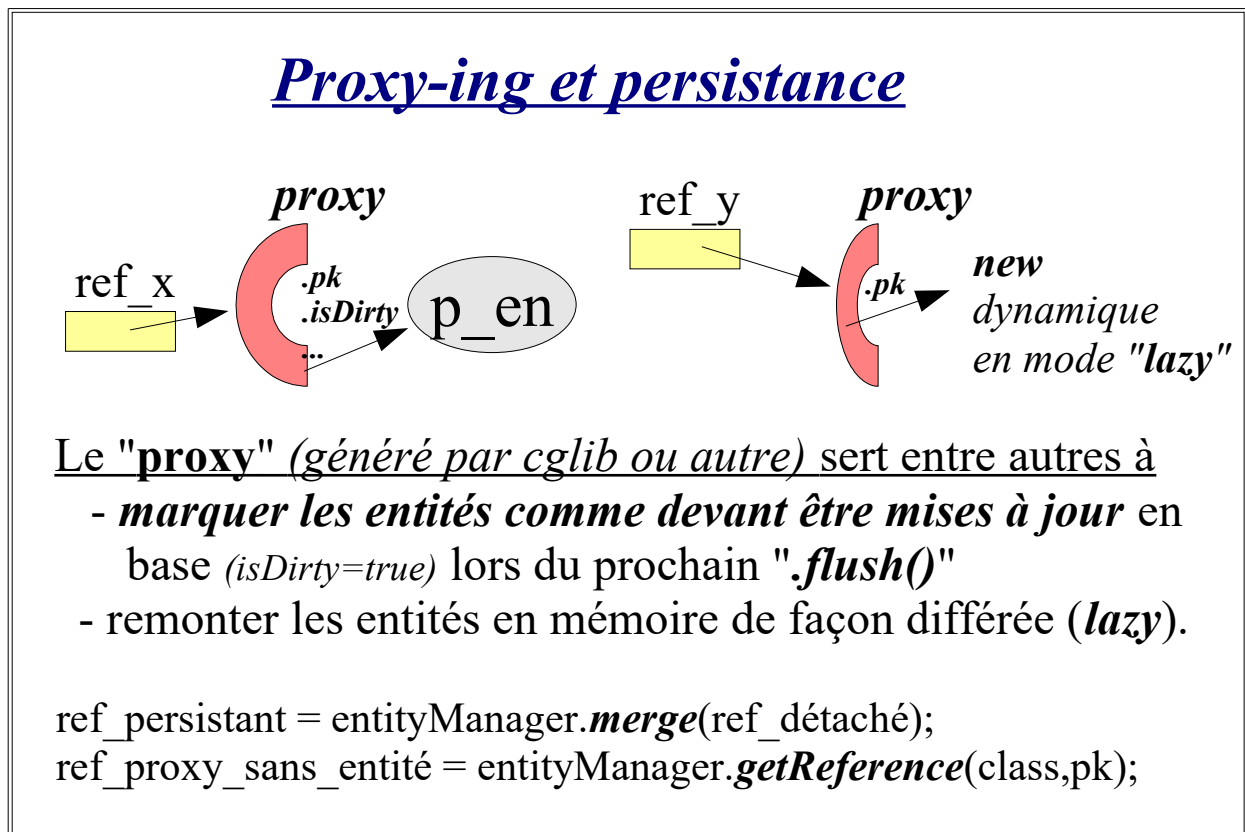 Proxy-ing et persistance
proxy
ref_x
.pk
.isDirty
...
p_en
ref_y
proxy
.pk
new
dynamique
en mode "lazy"
Le "proxy" (généré par cglib ou autre) sert entre autres à
- marquer les entités comme devant être mises à jour en
base (isDirty=true) lors du prochain ".flush()"
- remonter les entités en mémoire de façon différée (lazy).
ref_persistant = entityManager.merge(ref_détaché);
ref_proxy_sans_entité = entityManager.getReference(class,pk);